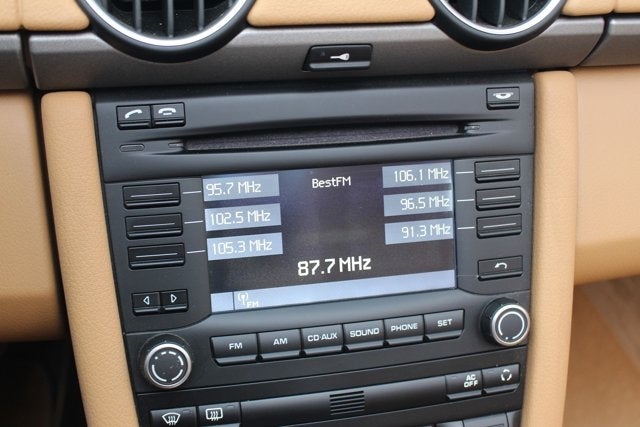 95.7 MHz
BestFM
106.1 MHz
102.5 MHz
96.5 MHz
105.3 MHz
91.3 MHz
87.7 MHz
FM
FM
AM
CD·AUX
SOUND
PHONE
SET
AC
OFF